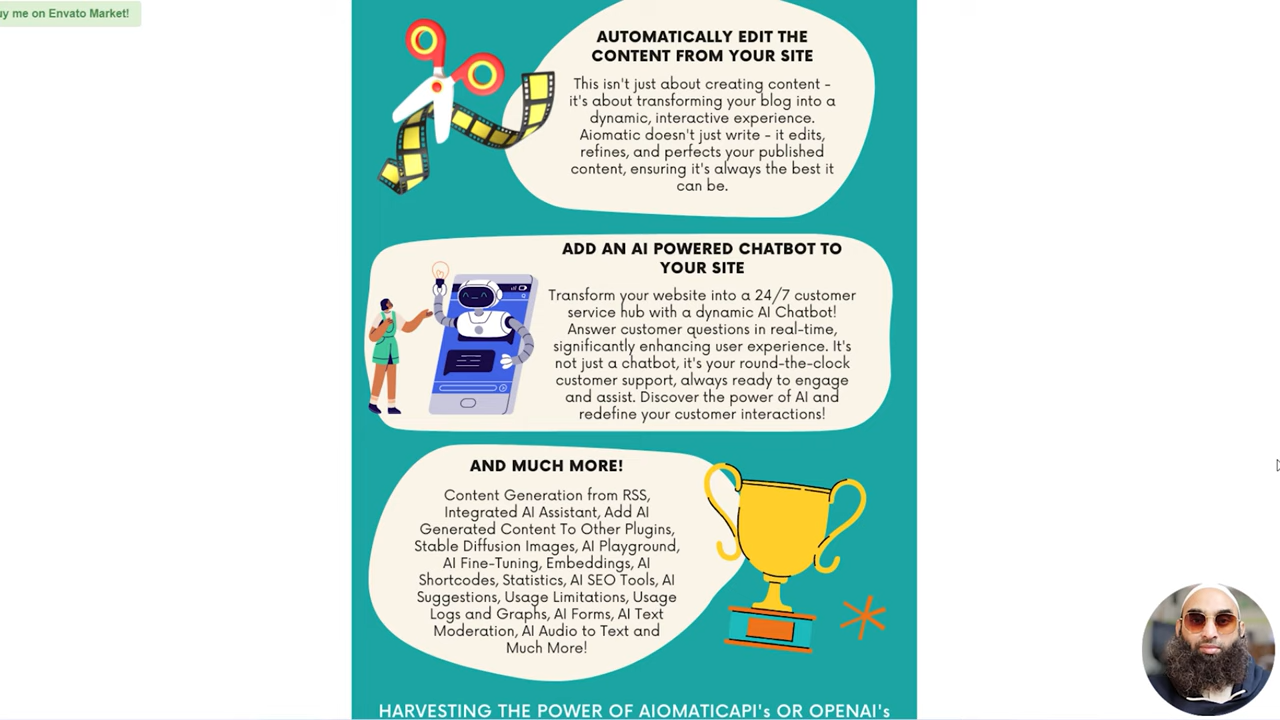 uy me on Envato Market!
AUTOMATICALLY EDIT THE
CONTENT FROM YOUR SITE
This isn't just about creating content -
it's about transforming your blog into a
dynamic, interactive experience.
Aiomatic doesn't just write - it edits,
refines, and perfects your published
content, ensuring it's always the best it
can be.
ADD AN AI POWERED CHATBOT TO
YOUR SITE
Transform your website into a 24/7 customer
service hub with a dynamic AI Chatbot!
Answer customer questions in real-time,
significantly enhancing user experience. It's
not just a chatbot, it's your round-the-clock
customer support, always ready to engage
and assist. Discover the power of AI and
redefine your customer interactions!
AND MUCH MORE!
Content Generation from RSS,
Integrated AI Assistant, Add AI
Generated Content To Other Plugins,
Stable Diffusion Images, AI Playground,
AI Fine-Tuning, Embeddings, AI
Shortcodes, Statistics, AI SEO Tools, AI
Suggestions, Usage Limitations, Usage
Logs and Graphs, AI Forms, AI Text
Moderation, AI Audio to Text and
Much More!
HARVESTING THE POWER OF AIOMATICAPI's OR OPENAI's